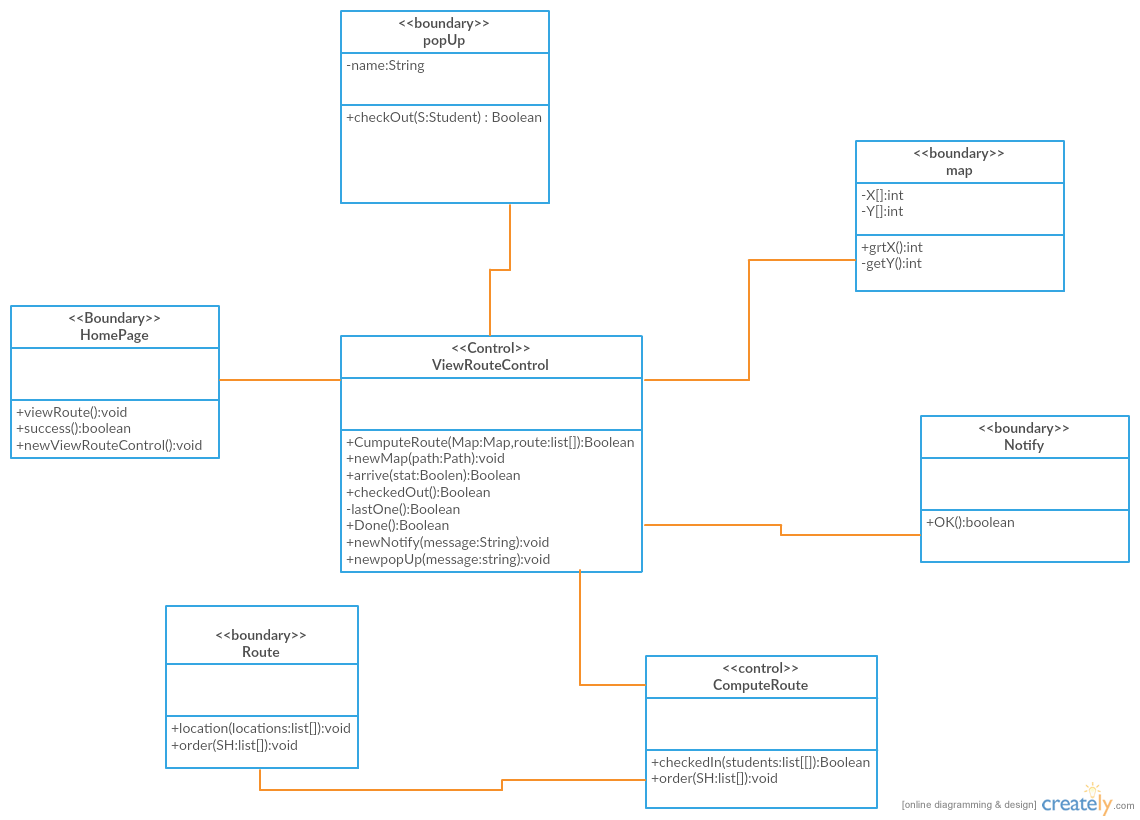 <<boundary>>
popUp
-name:String
+checkOut(S:Student) : Boolean
<<boundary>>
map
-X[]:int
-Y[]:int
+grtX():int
-getY():int
<<Boundary>>
HomePage
+viewRoute():void
+success():boolean
+newViewRouteControl():void
<<Control>>
ViewRouteControl
+CumputeRoute(Map:Map,route:list[]):Boolean
+newMap(path:Path):void
+arrive(stat:Boolen):Boolean
+checkedOut():Boolean
-lastOne():Boolean
+Done():Boolean
+newNotify(message:String):void
+newpopUp(message:string):void
<<boundary>>
Notify
+OK():boolean
<<boundary>>
Route
+location(locations:list[]):void
+order(SH:list[]):void
<<control>>
ComputeRoute
+checkedIn(students:list[[]):Boolean
+order(SH:list[]):void
[online diagramming & design] creately.com